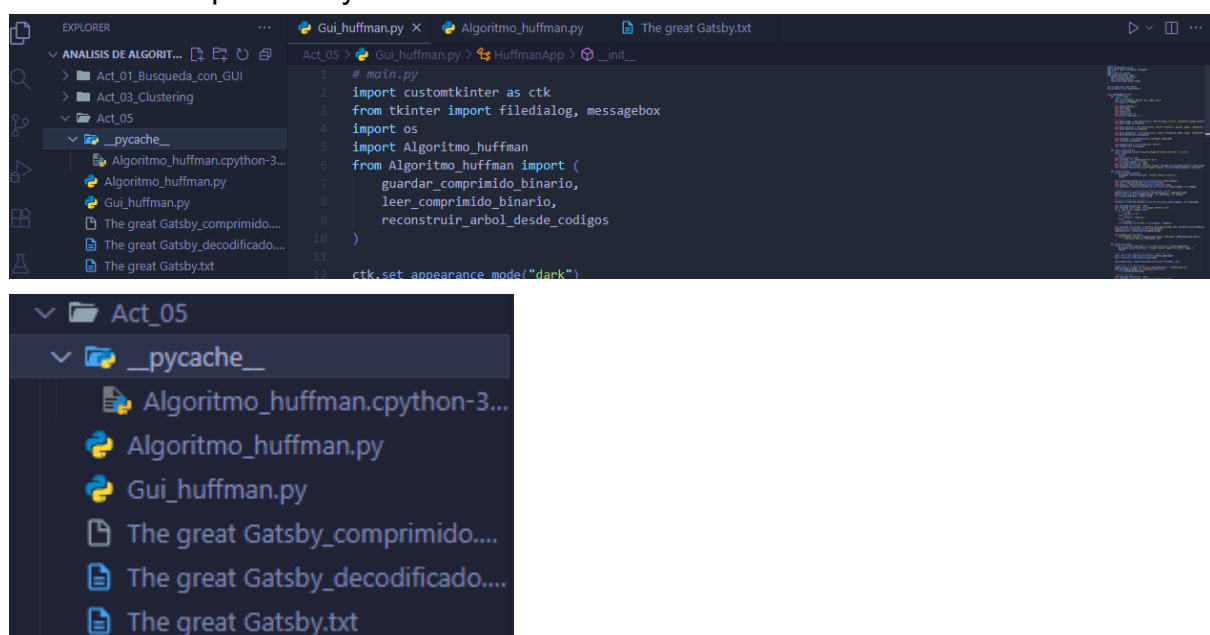 EXPLORER
Gui_huffman.py
Algoritmo_huffman.py
The great Gatsby.txt
ANALISIS DE ALGORIT...
Act_05 > Gui_huffman.py > HuffmanApp > __init__
Act_01_Busqueda_con_GUI
Act_03_Clustering
Act_05
__pycache__
Algoritmo_huffman.cpython-3...
Algoritmo_huffman.py
Gui_huffman.py
The great Gatsby_comprimido....
The great Gatsby_decodificado....
The great Gatsby.txt
1 # main.py
2 import customtkinter as ctk
3 from tkinter import filedialog, messagebox
4 import os
5 import Algoritmo_huffman
6 from Algoritmo_huffman import (
7 guardar_comprimido_binario,
8 leer_comprimido_binario,
9 reconstruir_arbol_desde_codigos
10 )
11
12 ctk.set_appearance_mode("dark")
Act_05
__pycache__
Algoritmo_huffman.cpython-3...
Algoritmo_huffman.py
Gui_huffman.py
The great Gatsby_comprimido....
The great Gatsby_decodificado....
The great Gatsby.txt